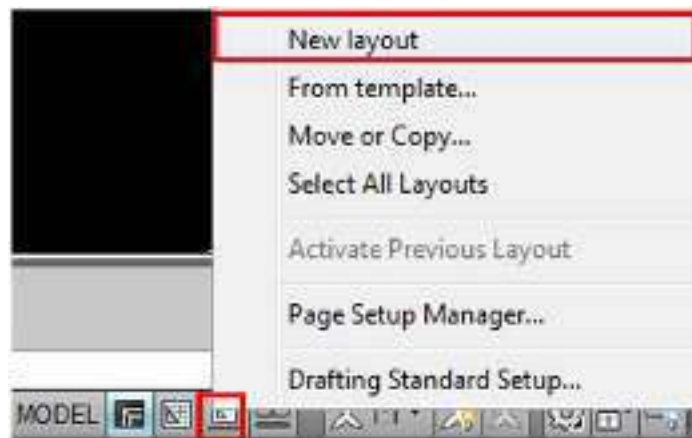 New layout
From template...
Move or Copy...
Select All Layouts
Activate Previous Layout
Page Setup Manager...
Drafting Standard Setup...
MODEL